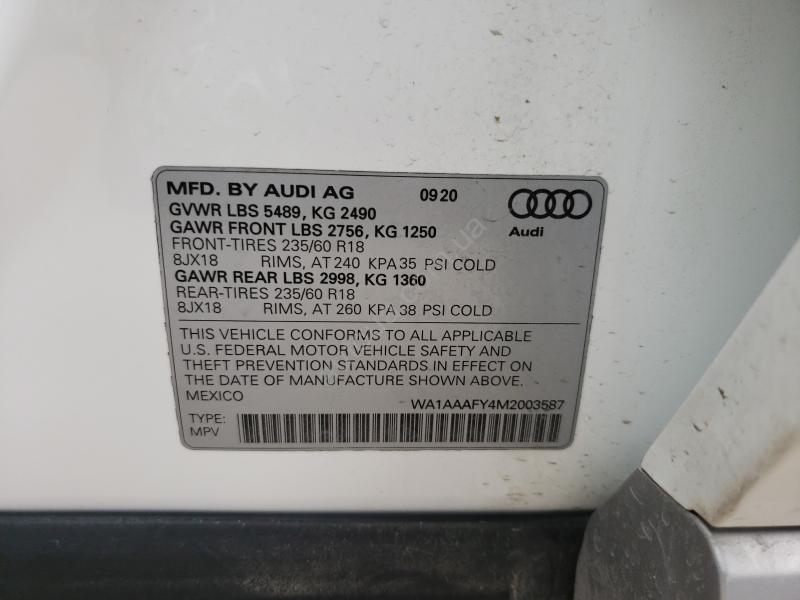 MFD. BY AUDI AG 0920
GVWR LBS 5489, KG 2490
GAWR FRONT LBS 2756, KG 1250
FRONT-TIRES 235/60 R18
8JX18 RIMS, AT 240 KPA 35 PSI COLD
GAWR REAR LBS 2998, KG 1360
REAR-TIRES 235/60 R18
8JX18 RIMS, AT 260 KPA 38 PSI COLD
Audi
THIS VEHICLE CONFORMS TO ALL APPLICABLE
U.S. FEDERAL MOTOR VEHICLE SAFETY AND
THEFT PREVENTION STANDARDS IN EFFECT ON
THE DATE OF MANUFACTURE SHOWN ABOVE.
MEXICO
WA1AAAFY4M2003587
TYPE:
MPV